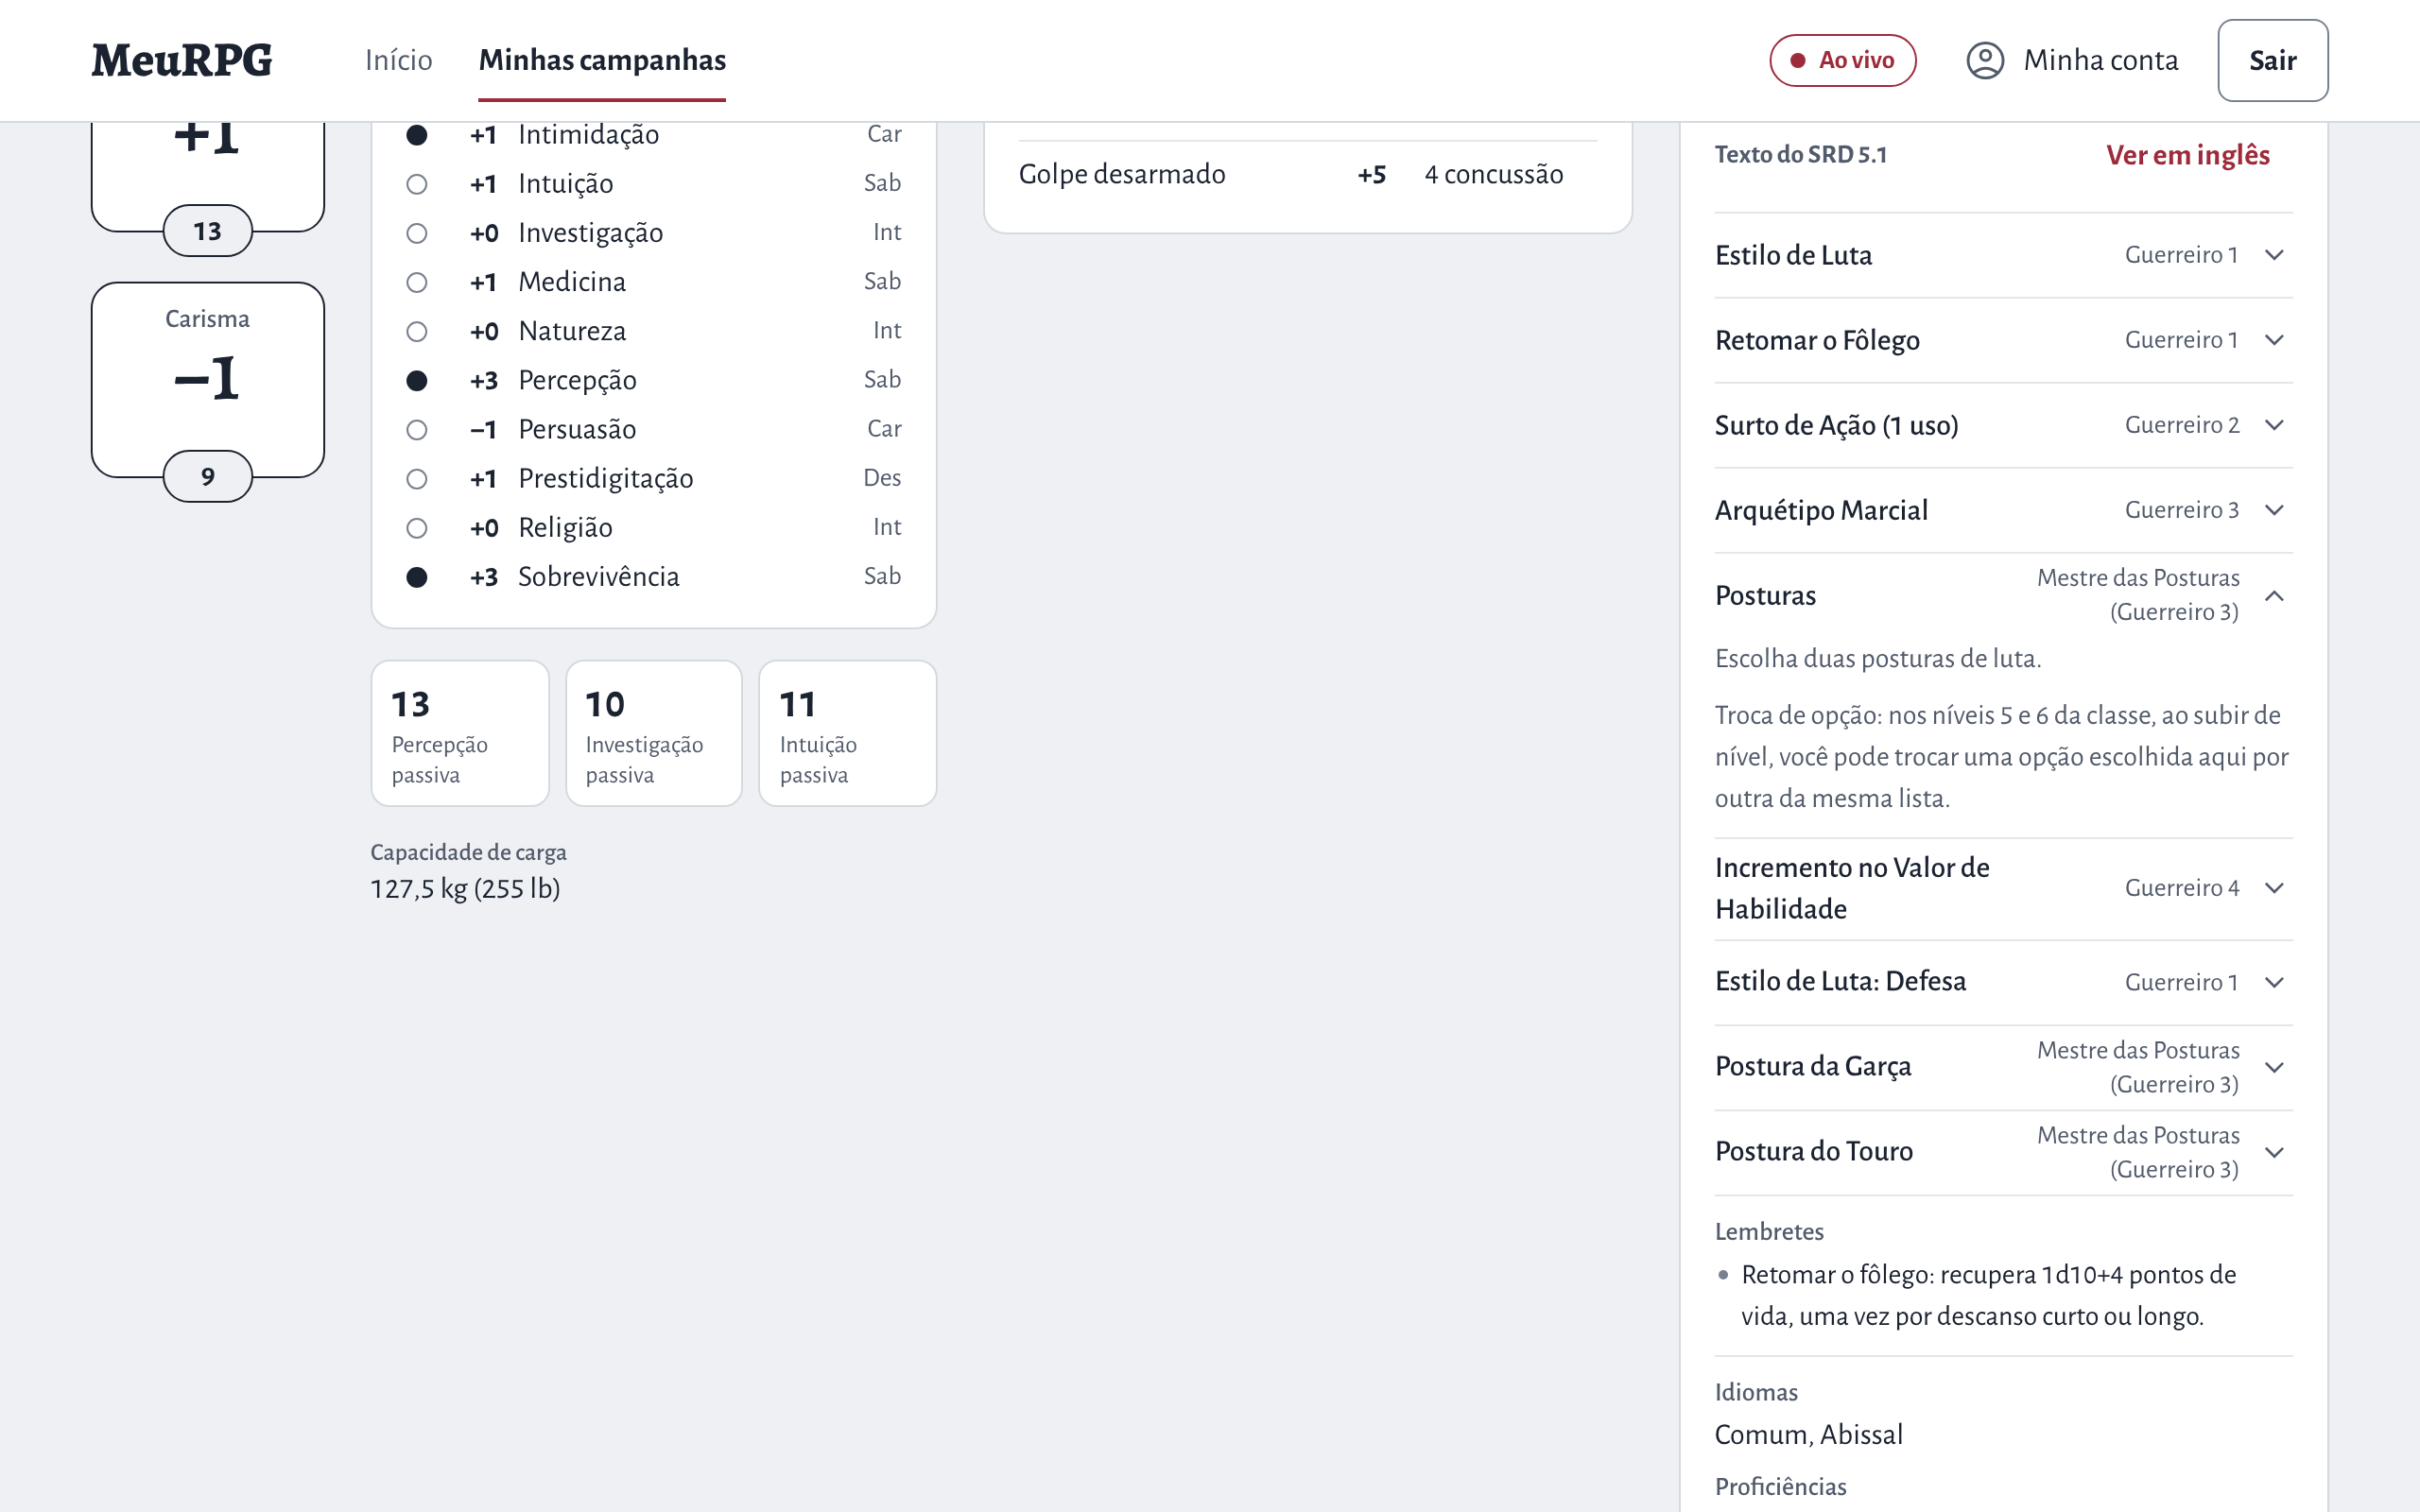 MeuRPG
Início
Minhas campanhas
Ao vivo
Minha conta
Sair
+1
13
Carisma
−1
9
+1 Intimidação Car
+1 Intuição Sab
+0 Investigação Int
+1 Medicina Sab
+0 Natureza Int
+3 Percepção Sab
−1 Persuasão Car
+1 Prestidigitação Des
+0 Religião Int
+3 Sobrevivência Sab
13
Percepção
passiva
10
Investigação
passiva
11
Intuição
passiva
Capacidade de carga
127,5 kg (255 lb)
Golpe desarmado +5 4 concussão
Texto do SRD 5.1 Ver em inglês
Estilo de Luta Guerreiro 1
Retomar o Fôlego Guerreiro 1
Surto de Ação (1 uso) Guerreiro 2
Arquétipo Marcial Guerreiro 3
Posturas
Mestre das Posturas
(Guerreiro 3)
Escolha duas posturas de luta.
Troca de opção: nos níveis 5 e 6 da classe, ao subir de
nível, você pode trocar uma opção escolhida aqui por
outra da mesma lista.
Incremento no Valor de
Habilidade
Guerreiro 4
Estilo de Luta: Defesa Guerreiro 1
Postura da Garça
Mestre das Posturas
(Guerreiro 3)
Postura do Touro
Mestre das Posturas
(Guerreiro 3)
Lembretes
Retomar o fôlego: recupera 1d10+4 pontos de
vida, uma vez por descanso curto ou longo.
Idiomas
Comum, Abissal
Proficiências